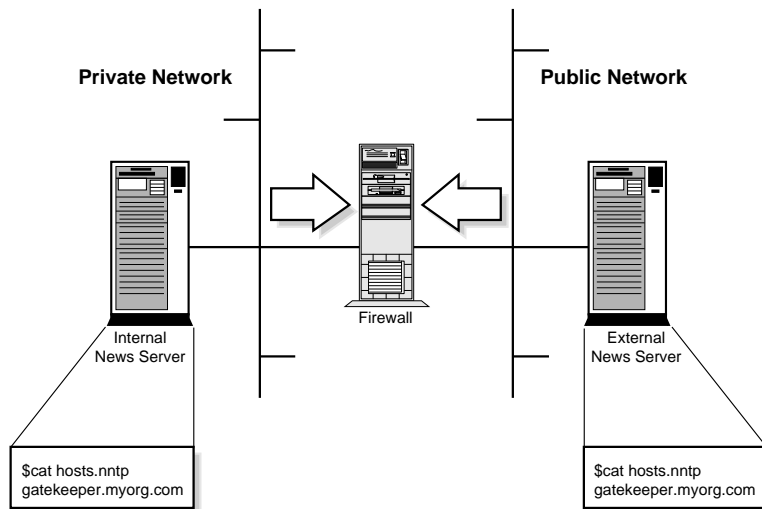 Private Network
Public Network
Firewall
Internal
News Server
External
News Server
$cat hosts.nntp
gatekeeper.myorg.com
$cat hosts.nntp
gatekeeper.myorg.com